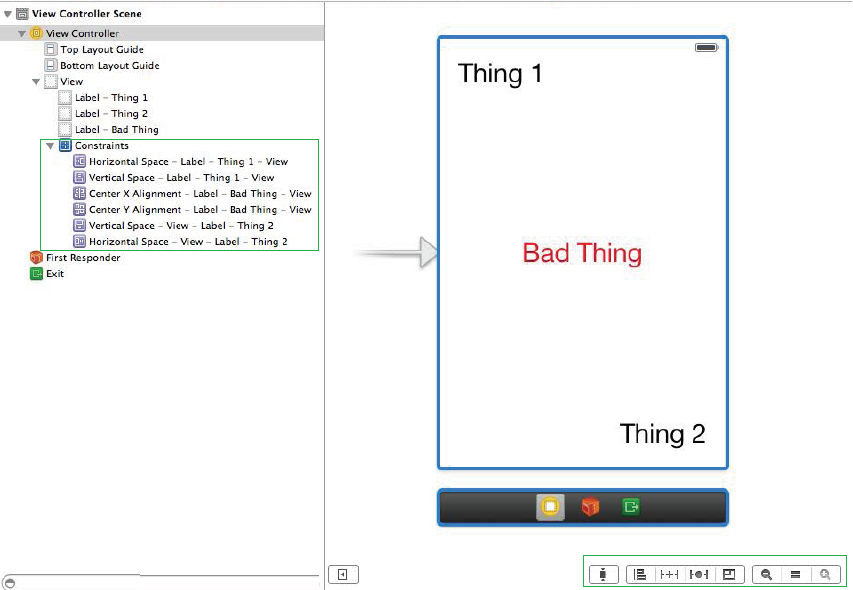 View Controller Scene
View Controller
Top Layout Guide
Bottom Layout Guide
View
Label – Thing 1
Label – Thing 2
Label – Bad Thing
Constraints
Horizontal Space – Label – Thing 1 – View
Vertical Space – Label – Thing 1 – View
Center X Alignment – Label – Bad Thing – View
Center Y Alignment – Label – Bad Thing – View
Vertical Space – View – Label – Thing 2
Horizontal Space – View – Label – Thing 2
First Responder
Exit
Thing 1
Bad Thing
Thing 2